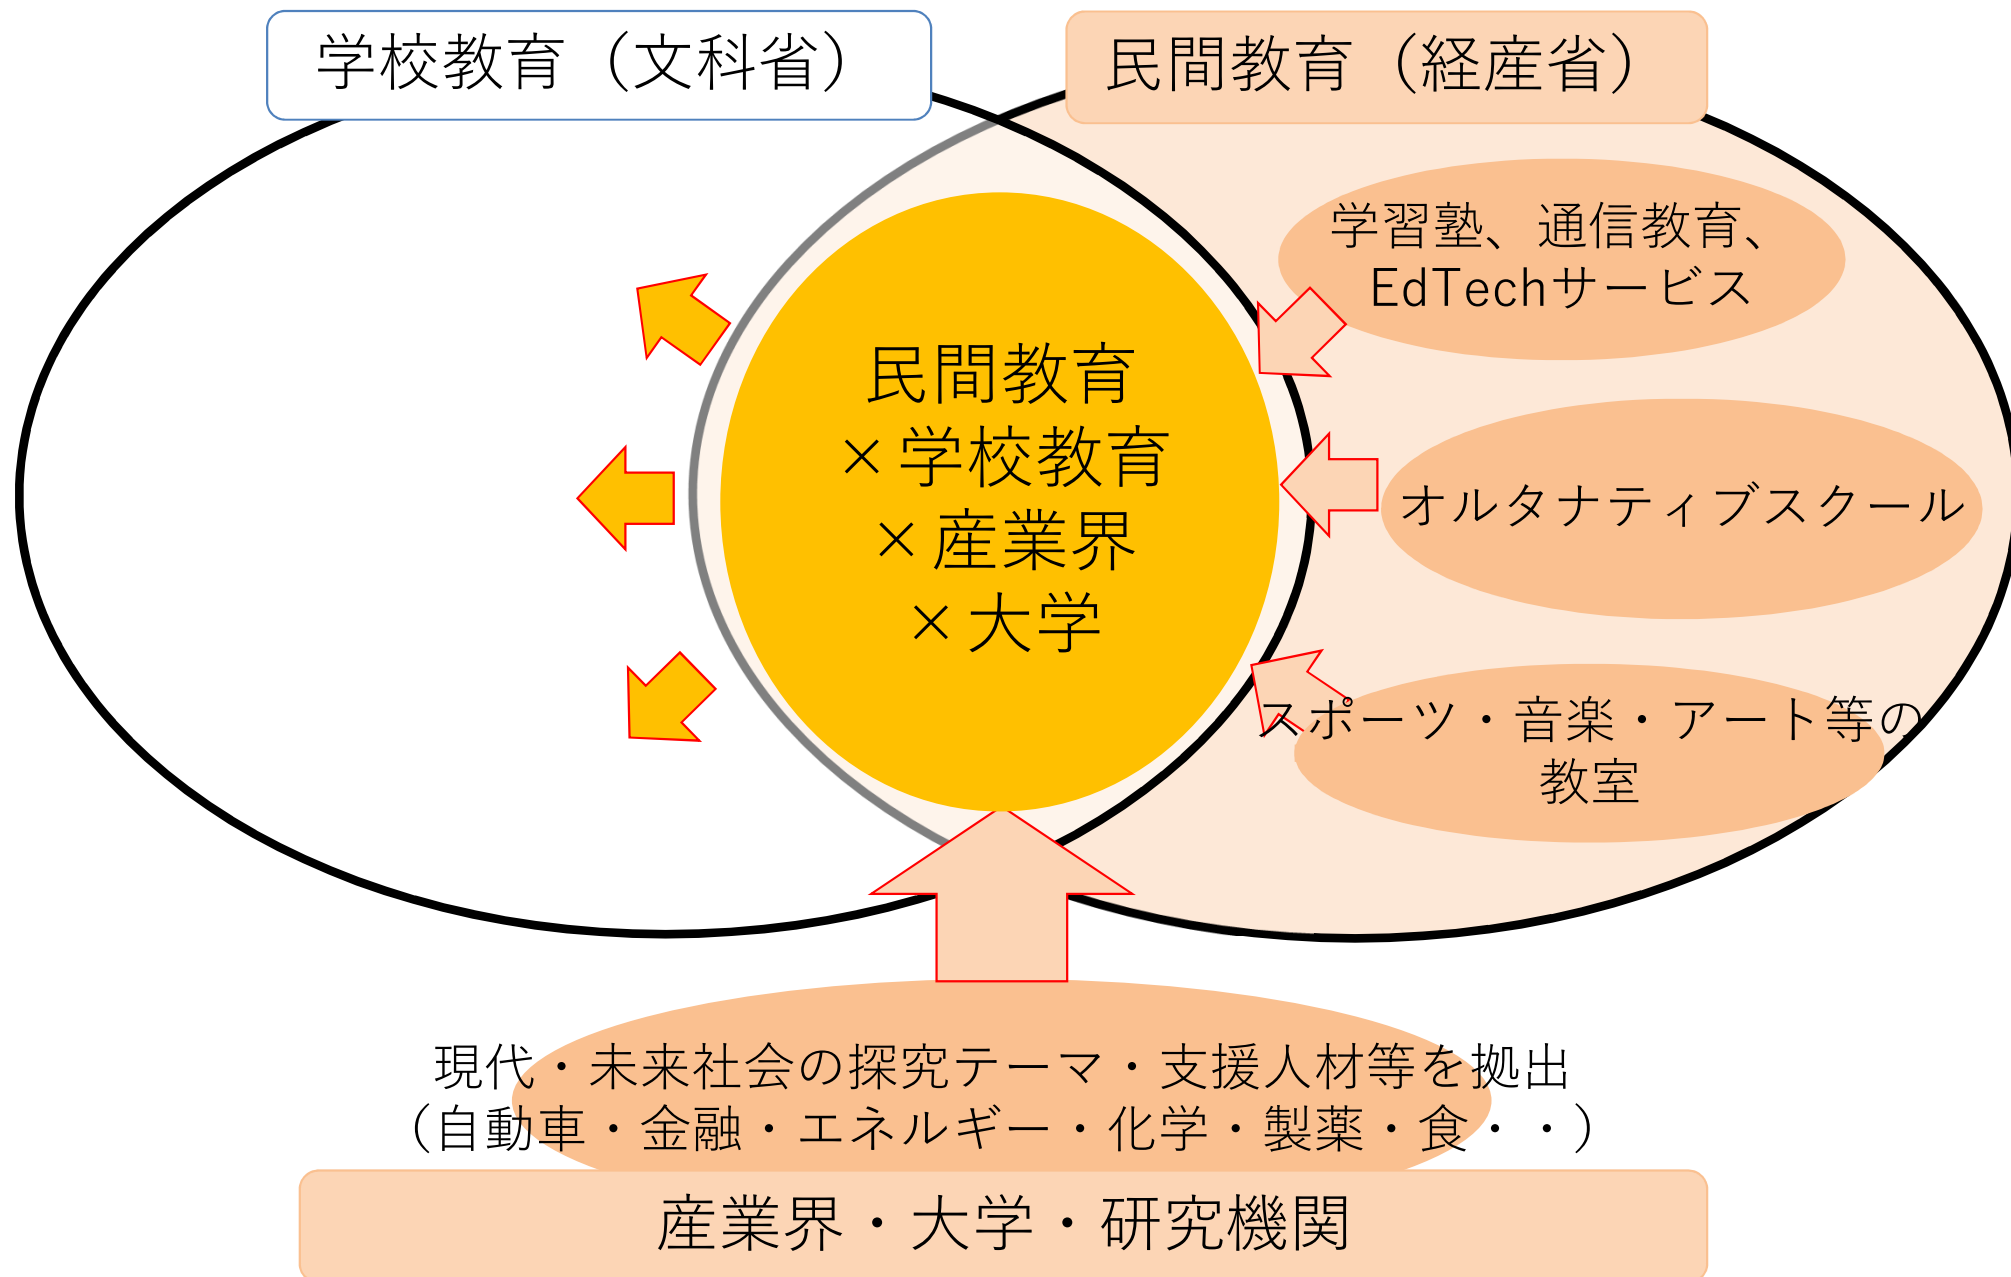 学校教育（文科省）
民間教育（経産省）
学習塾、通信教育、
EdTechサービス
民間教育
×学校教育
×産業界
×大学
オルタナティブスクール
スポーツ・音楽・アート等の
教室
現代・未来社会の探究テーマ・支援人材等を拠出
（自動車・金融・エネルギー・化学・製薬・食・・）
産業界・大学・研究機関